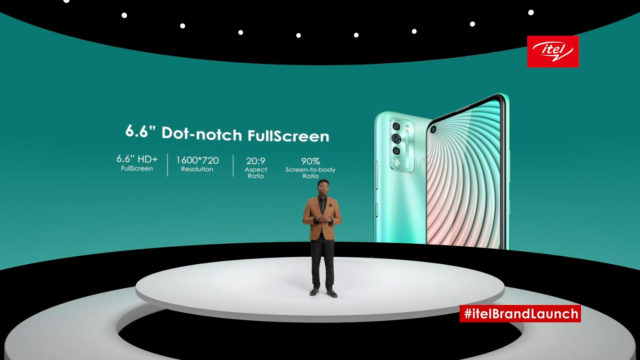 itel
6.6” Dot-notch FullScreen
6.6” HD+
FullScreen
1600*720
Resolution
20:9
Aspect
Ratio
90%
Screen-to-body
Ratio
#itelBrandLaunch